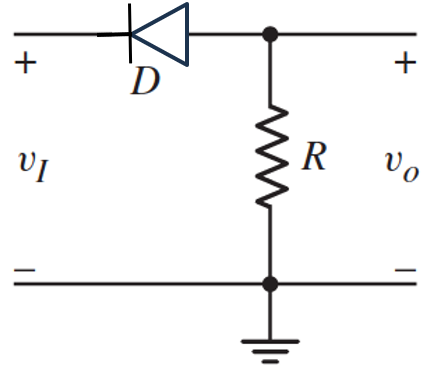 + +
D
v_I R v_o
− −